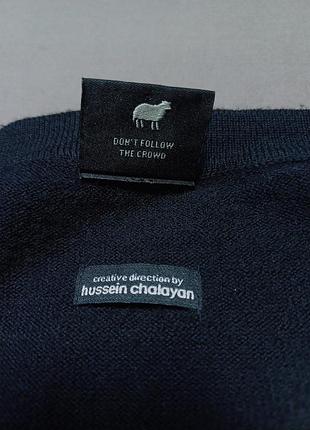 DON'T FOLLOW
THE CROWD
creative direction by
hussein chalayan